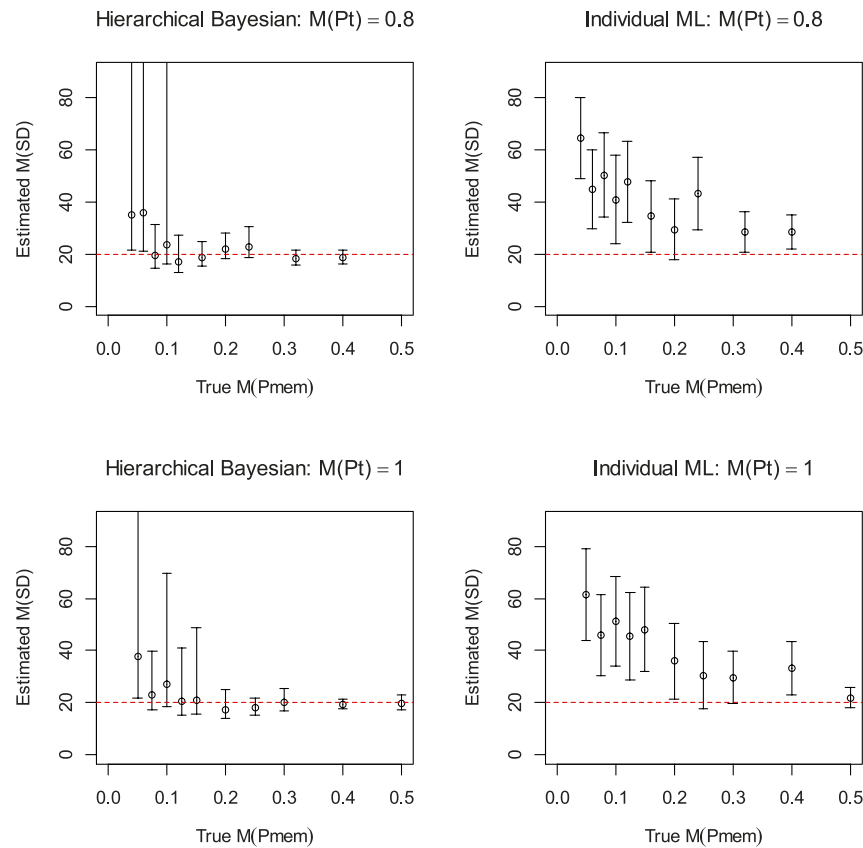 Hierarchical Bayesian: M(Pt) = 0.8
Estimated M(SD)
80
60
40
20
0
0.0 0.1 0.2 0.3 0.4 0.5
True M(Pmem)
Individual ML: M(Pt) = 0.8
Estimated M(SD)
80
60
40
20
0
0.0 0.1 0.2 0.3 0.4 0.5
True M(Pmem)
Hierarchical Bayesian: M(Pt) = 1
Estimated M(SD)
80
60
40
20
0
0.0 0.1 0.2 0.3 0.4 0.5
True M(Pmem)
Individual ML: M(Pt) = 1
Estimated M(SD)
80
60
40
20
0
0.0 0.1 0.2 0.3 0.4 0.5
True M(Pmem)